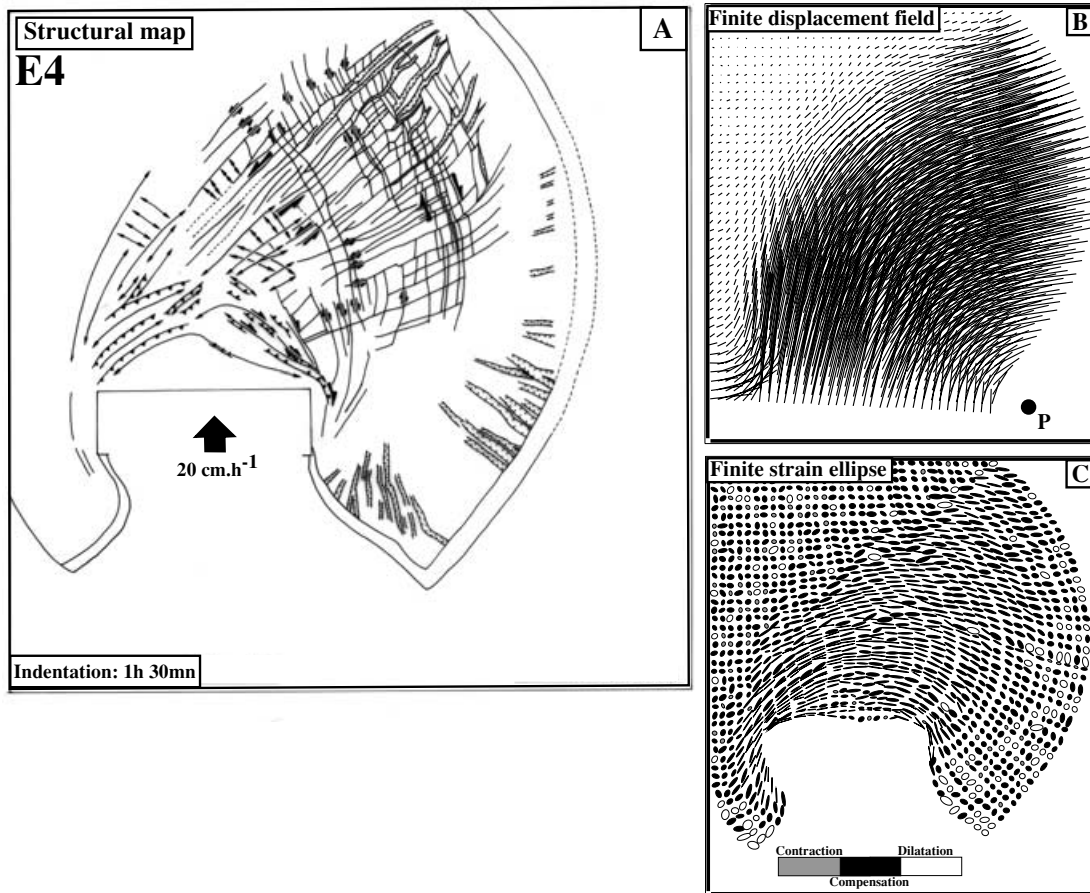 Structural map
A
E4
20 cm.h-1
Indentation: 1h 30mn
Finite displacement field
B
P
Finite strain ellipse
C
Contraction
Dilatation
Compensation